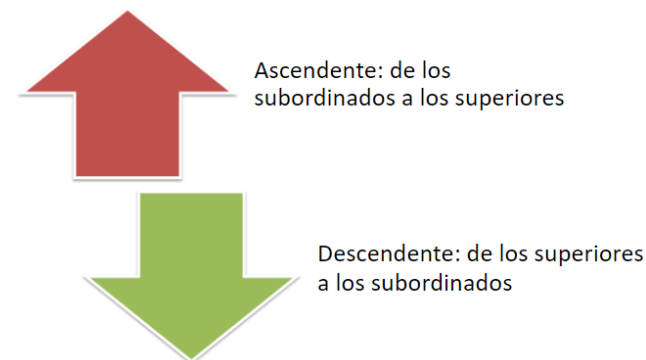 Ascendente: de los
subordinados a los superiores
Descendente: de los superiores
a los subordinados